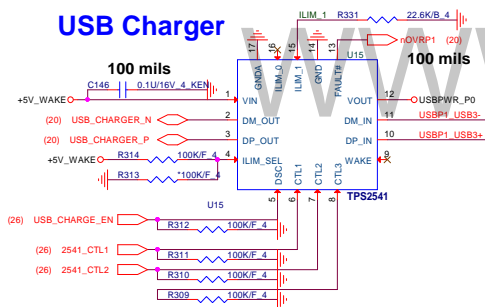 USB Charger
ILIM_1 R331 22.6K/B_4
nOVRP1 (20)
17 16 15 14 13 U15
100 mils
100 mils
GNDA ILIM_0 ILIM_1 GND FAULT#
C146 0.1U/16V_4_KEN
+5V_WAKE 1 VIN VOUT 12 USBPWR_P0
(20) USB_CHARGER_N 2 DM_OUT DM_IN 11 USBP1_USB3-
(20) USB_CHARGER_P 3 DP_OUT DP_IN 10 USBP1_USB3+
+5V_WAKE R314 100K/F_4 4 ILIM_SEL WAKE 9
R313 *100K/F_4
DSC CTL1 CTL2 CTL3
U15 5 6 7 8 TPS2541
(26) USB_CHARGE_EN
R312 100K/F_4
(26) 2541_CTL1
R311 100K/F_4
(26) 2541_CTL2
R310 100K/F_4
R309 100K/F_4